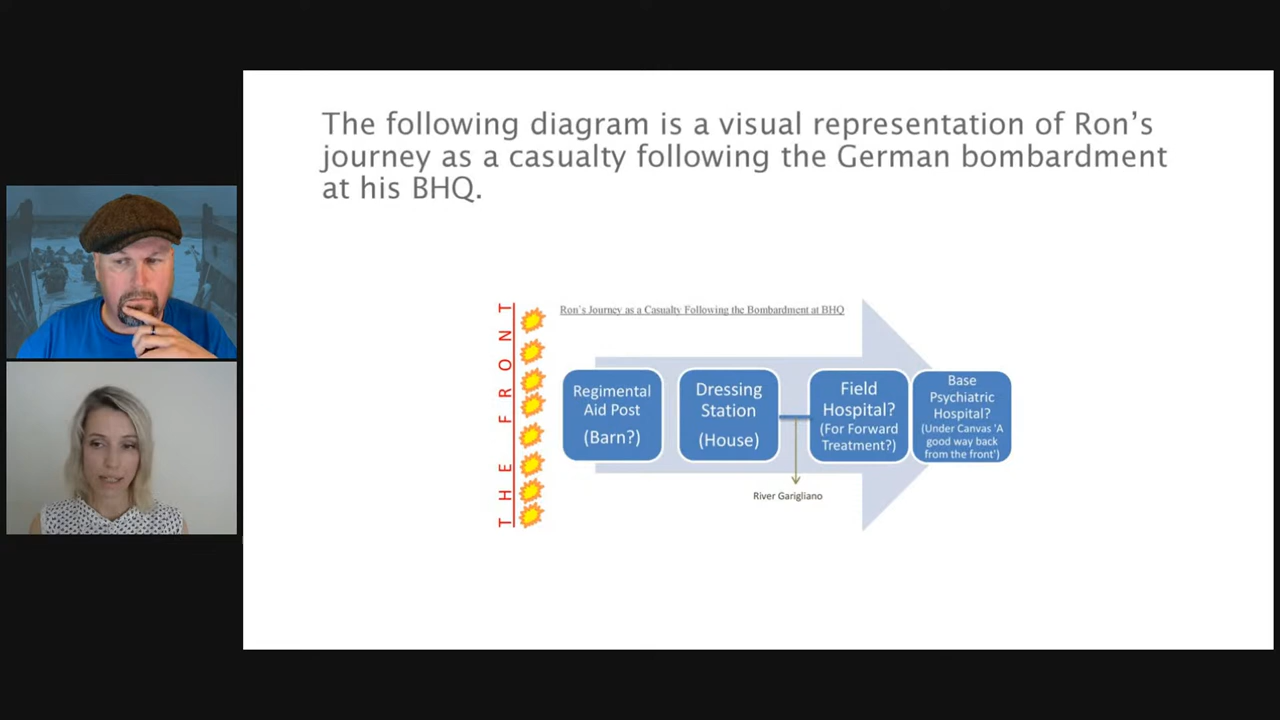 The following diagram is a visual representation of Ron’s
journey as a casualty following the German bombardment
at his BHQ.
Ron’s Journey as a Casualty Following the Bombardment at BHQ
THE FRONT
Regimental
Aid Post
(Barn?)
Dressing
Station
(House)
Field
Hospital?
(For Forward
Treatment?)
Base
Psychiatric
Hospital?
(Under Canvas 'A
good way back
from the front')
River Garigliano